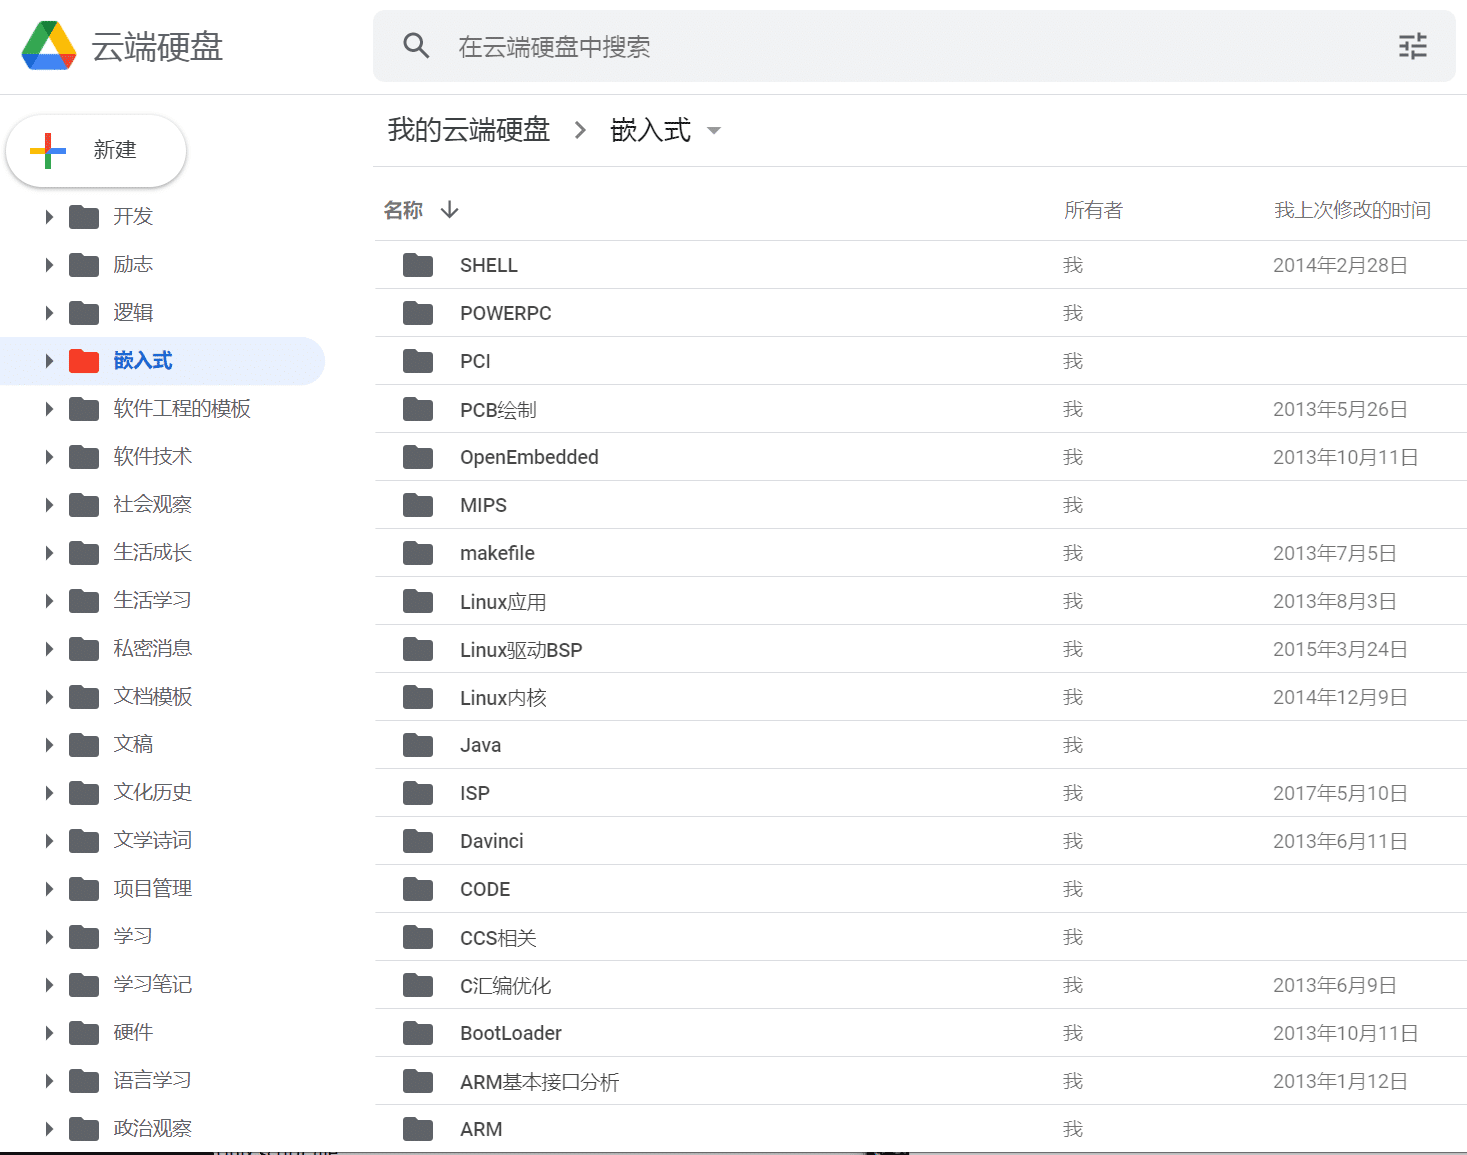 云端硬盘
在云端硬盘中搜索
新建
我的云端硬盘 嵌入式
开发
励志
逻辑
嵌入式
软件工程的模板
软件技术
社会观察
生活成长
生活学习
私密消息
文档模板
文稿
文化历史
文学诗词
项目管理
学习
学习笔记
硬件
语言学习
政治观察
名称 所有者 我上次修改的时间
SHELL 我 2014年2月28日
POWERPC 我
PCI 我
PCB绘制 我 2013年5月26日
OpenEmbedded 我 2013年10月11日
MIPS 我
makefile 我 2013年7月5日
Linux应用 我 2013年8月3日
Linux驱动BSP 我 2015年3月24日
Linux内核 我 2014年12月9日
Java 我
ISP 我 2017年5月10日
Davinci 我 2013年6月11日
CODE 我
CCS相关 我
C汇编优化 我 2013年6月9日
BootLoader 我 2013年10月11日
ARM基本接口分析 我 2013年1月12日
ARM 我